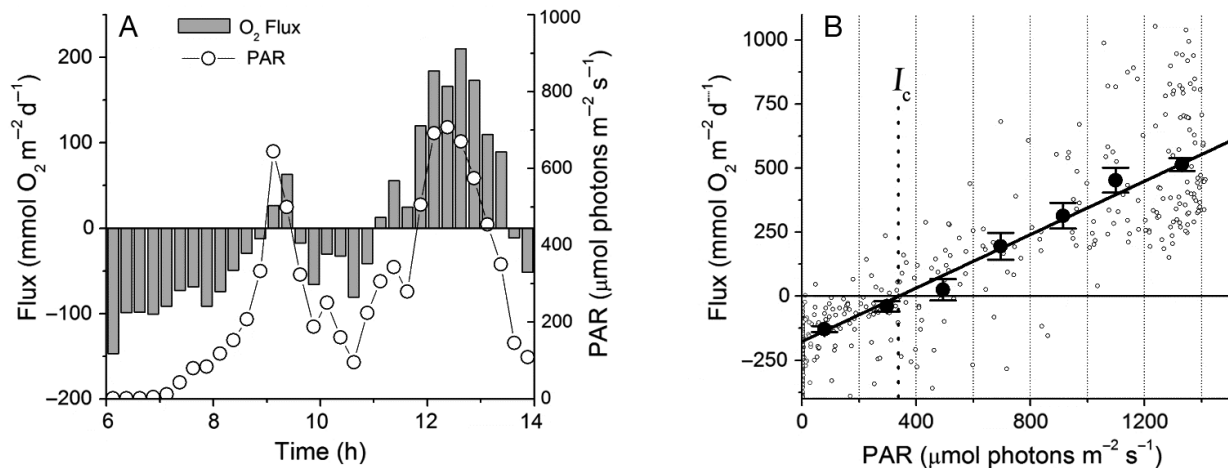 A
O₂ Flux
PAR
Flux (mmol O₂ m⁻² d⁻¹)
200
100
0
−100
−200
1000
800
600
400
200
0
PAR (μmol photons m⁻² s⁻¹)
6 8 10 12 14
Time (h)
B
I_c
Flux (mmol O₂ m⁻² d⁻¹)
1000
750
500
250
0
−250
0 400 800 1200
PAR (μmol photons m⁻² s⁻¹)